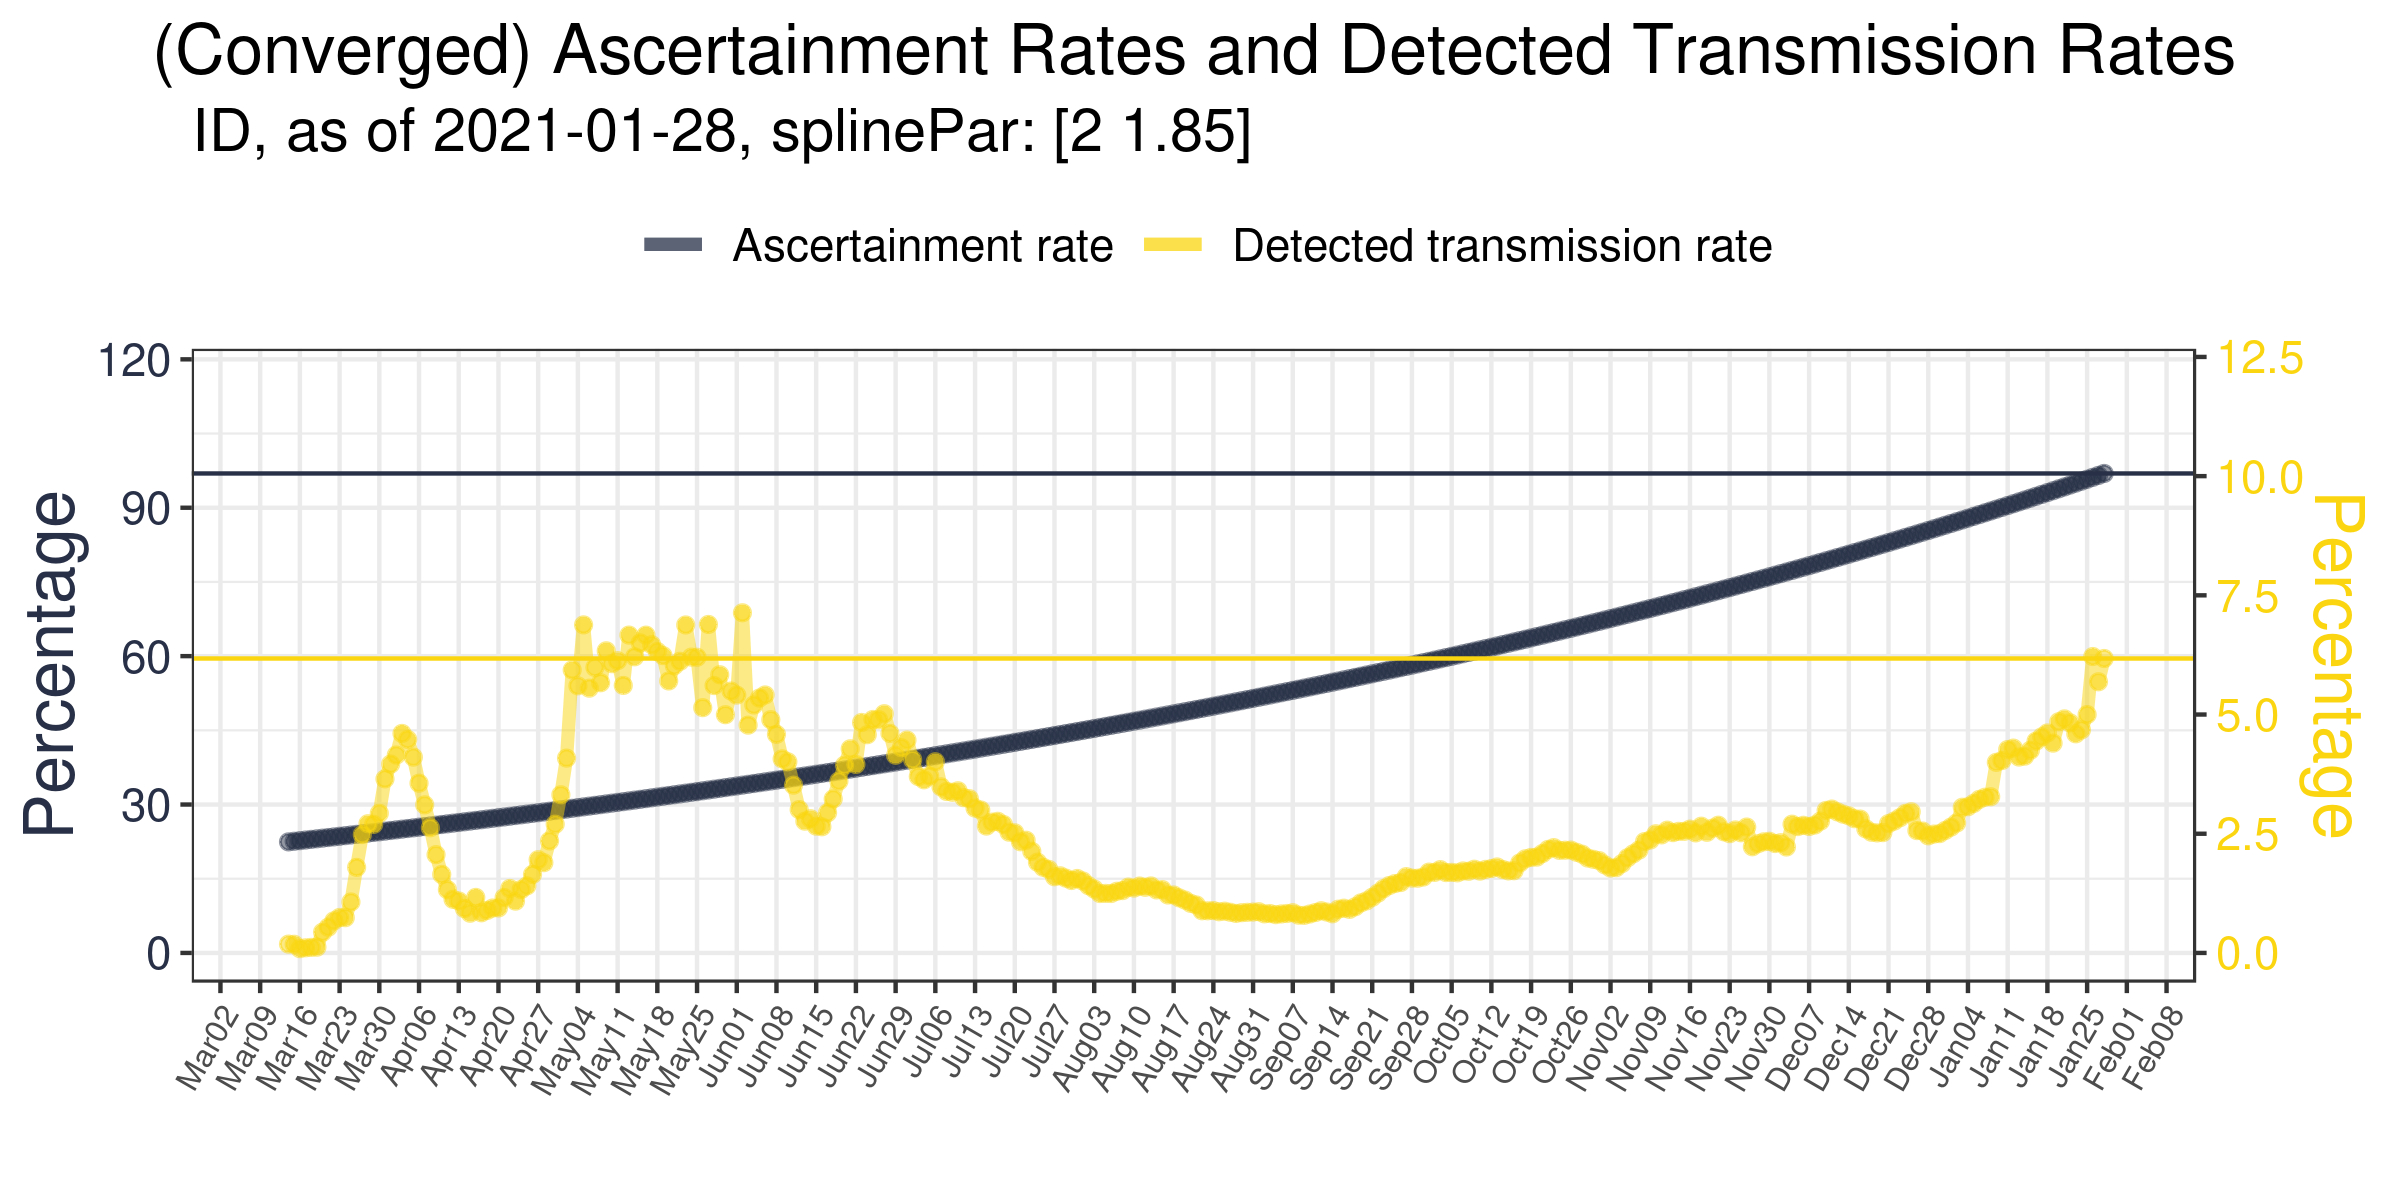 (Converged) Ascertainment Rates and Detected Transmission Rates
ID, as of 2021-01-28, splinePar: [2 1.85]
Ascertainment rate
Detected transmission rate
Percentage
120
90
60
30
0
12.5
10.0
7.5
5.0
2.5
0.0
Percentage
Mar02
Mar09
Mar16
Mar23
Mar30
Apr06
Apr13
Apr20
Apr27
May04
May11
May18
May25
Jun01
Jun08
Jun15
Jun22
Jun29
Jul06
Jul13
Jul20
Jul27
Aug03
Aug10
Aug17
Aug24
Aug31
Sep07
Sep14
Sep21
Sep28
Oct05
Oct12
Oct19
Oct26
Nov02
Nov09
Nov16
Nov23
Nov30
Dec07
Dec14
Dec21
Dec28
Jan04
Jan11
Jan18
Jan25
Feb01
Feb08